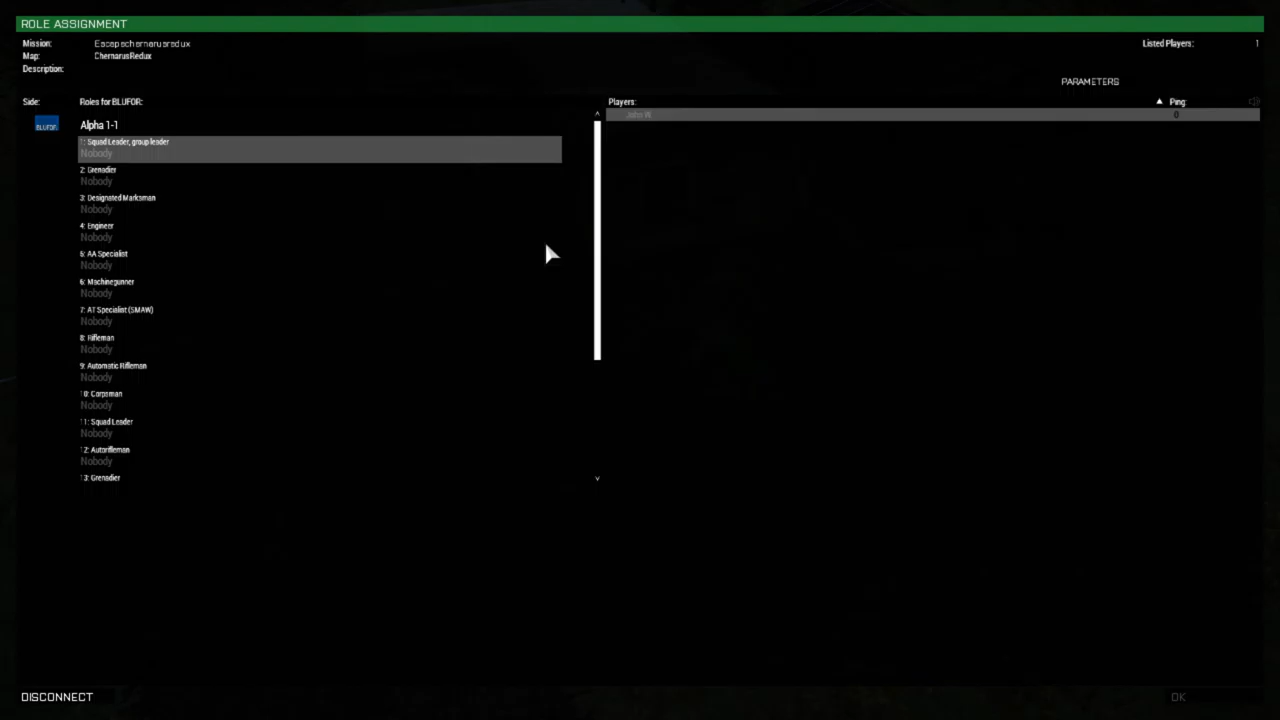 ROLE ASSIGNMENT
Mission: Escapechernarusredux
Listed Players: 1
Map: ChernarusRedux
Description:
PARAMETERS
Side: Roles for BLUFOR: Players: Ping:
BLUFOR
Alpha 1-1
John W 0
1: Squad Leader, group leader
Nobody
2: Grenadier
Nobody
3: Designated Marksman
Nobody
4: Engineer
Nobody
5: AA Specialist
Nobody
6: Machinegunner
Nobody
7: AT Specialist (SMAW)
Nobody
8: Rifleman
Nobody
9: Automatic Rifleman
Nobody
10: Corpsman
Nobody
11: Squad Leader
Nobody
12: Autorifleman
Nobody
13: Grenadier
DISCONNECT OK